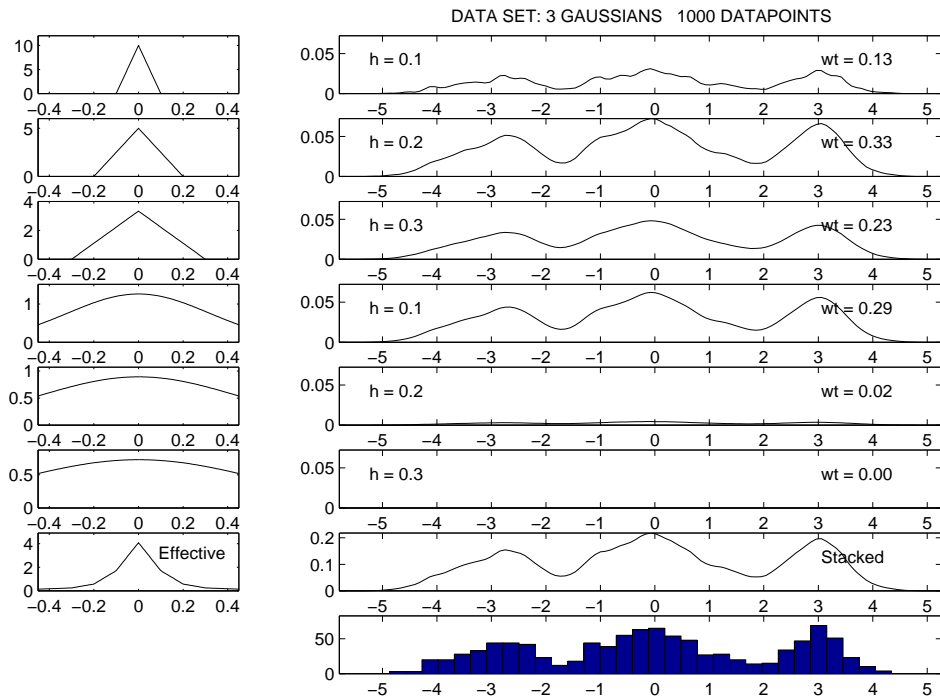 DATA SET: 3 GAUSSIANS 1000 DATAPOINTS
10
5
0
−0.4 −0.2 0 0.2 0.4
0.05
0
h = 0.1
wt = 0.13
−5 −4 −3 −2 −1 0 1 2 3 4 5
5
0
−0.4 −0.2 0 0.2 0.4
0.05
0
h = 0.2
wt = 0.33
−5 −4 −3 −2 −1 0 1 2 3 4 5
4
2
0
−0.4 −0.2 0 0.2 0.4
0.05
0
h = 0.3
wt = 0.23
−5 −4 −3 −2 −1 0 1 2 3 4 5
1
0
−0.4 −0.2 0 0.2 0.4
0.05
0
h = 0.1
wt = 0.29
−5 −4 −3 −2 −1 0 1 2 3 4 5
1
0.5
0
−0.4 −0.2 0 0.2 0.4
0.05
0
h = 0.2
wt = 0.02
−5 −4 −3 −2 −1 0 1 2 3 4 5
0.5
0
−0.4 −0.2 0 0.2 0.4
0.05
0
h = 0.3
wt = 0.00
−5 −4 −3 −2 −1 0 1 2 3 4 5
4
2
0
Effective
−0.4 −0.2 0 0.2 0.4
0.2
0.1
0
Stacked
−5 −4 −3 −2 −1 0 1 2 3 4 5
50
0
−5 −4 −3 −2 −1 0 1 2 3 4 5